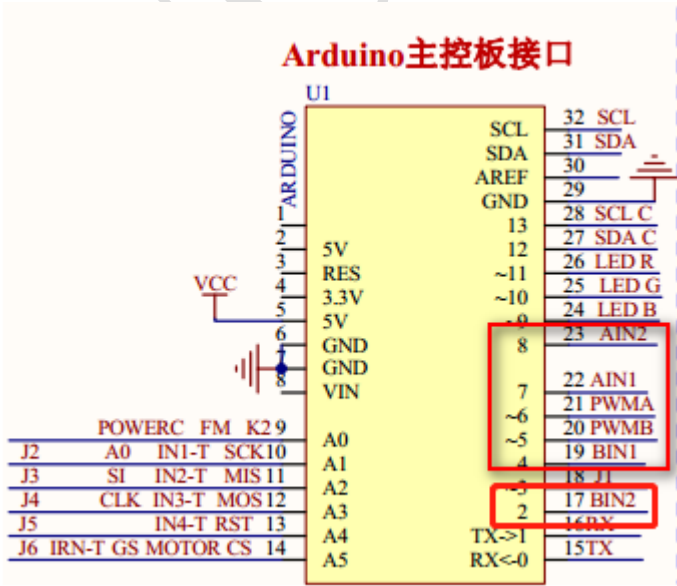 Arduino主控板接口
U1
ARDUINO
1
2 5V
3 RES
VCC 4 3.3V
5 5V
6 GND
GND
8 VIN
POWERC FM K2 9 A0
J2 A0 IN1-T SCK 10 A1
J3 SI IN2-T MIS 11 A2
J4 CLK IN3-T MOS 12 A3
J5 IN4-T RST 13 A4
J6 IRN-T GS MOTOR CS 14 A5
SCL 32 SCL
SDA 31 SDA
AREF 30
GND 29
13 28 SCL C
12 27 SDA C
~11 26 LED R
~10 25 LED G
~9 24 LED B
8 23 AIN2
7 22 AIN1
~6 21 PWMA
~5 20 PWMB
4 19 BIN1
~3 18 J1
2 17 BIN2
TX->1 16RX
RX<-0 15TX